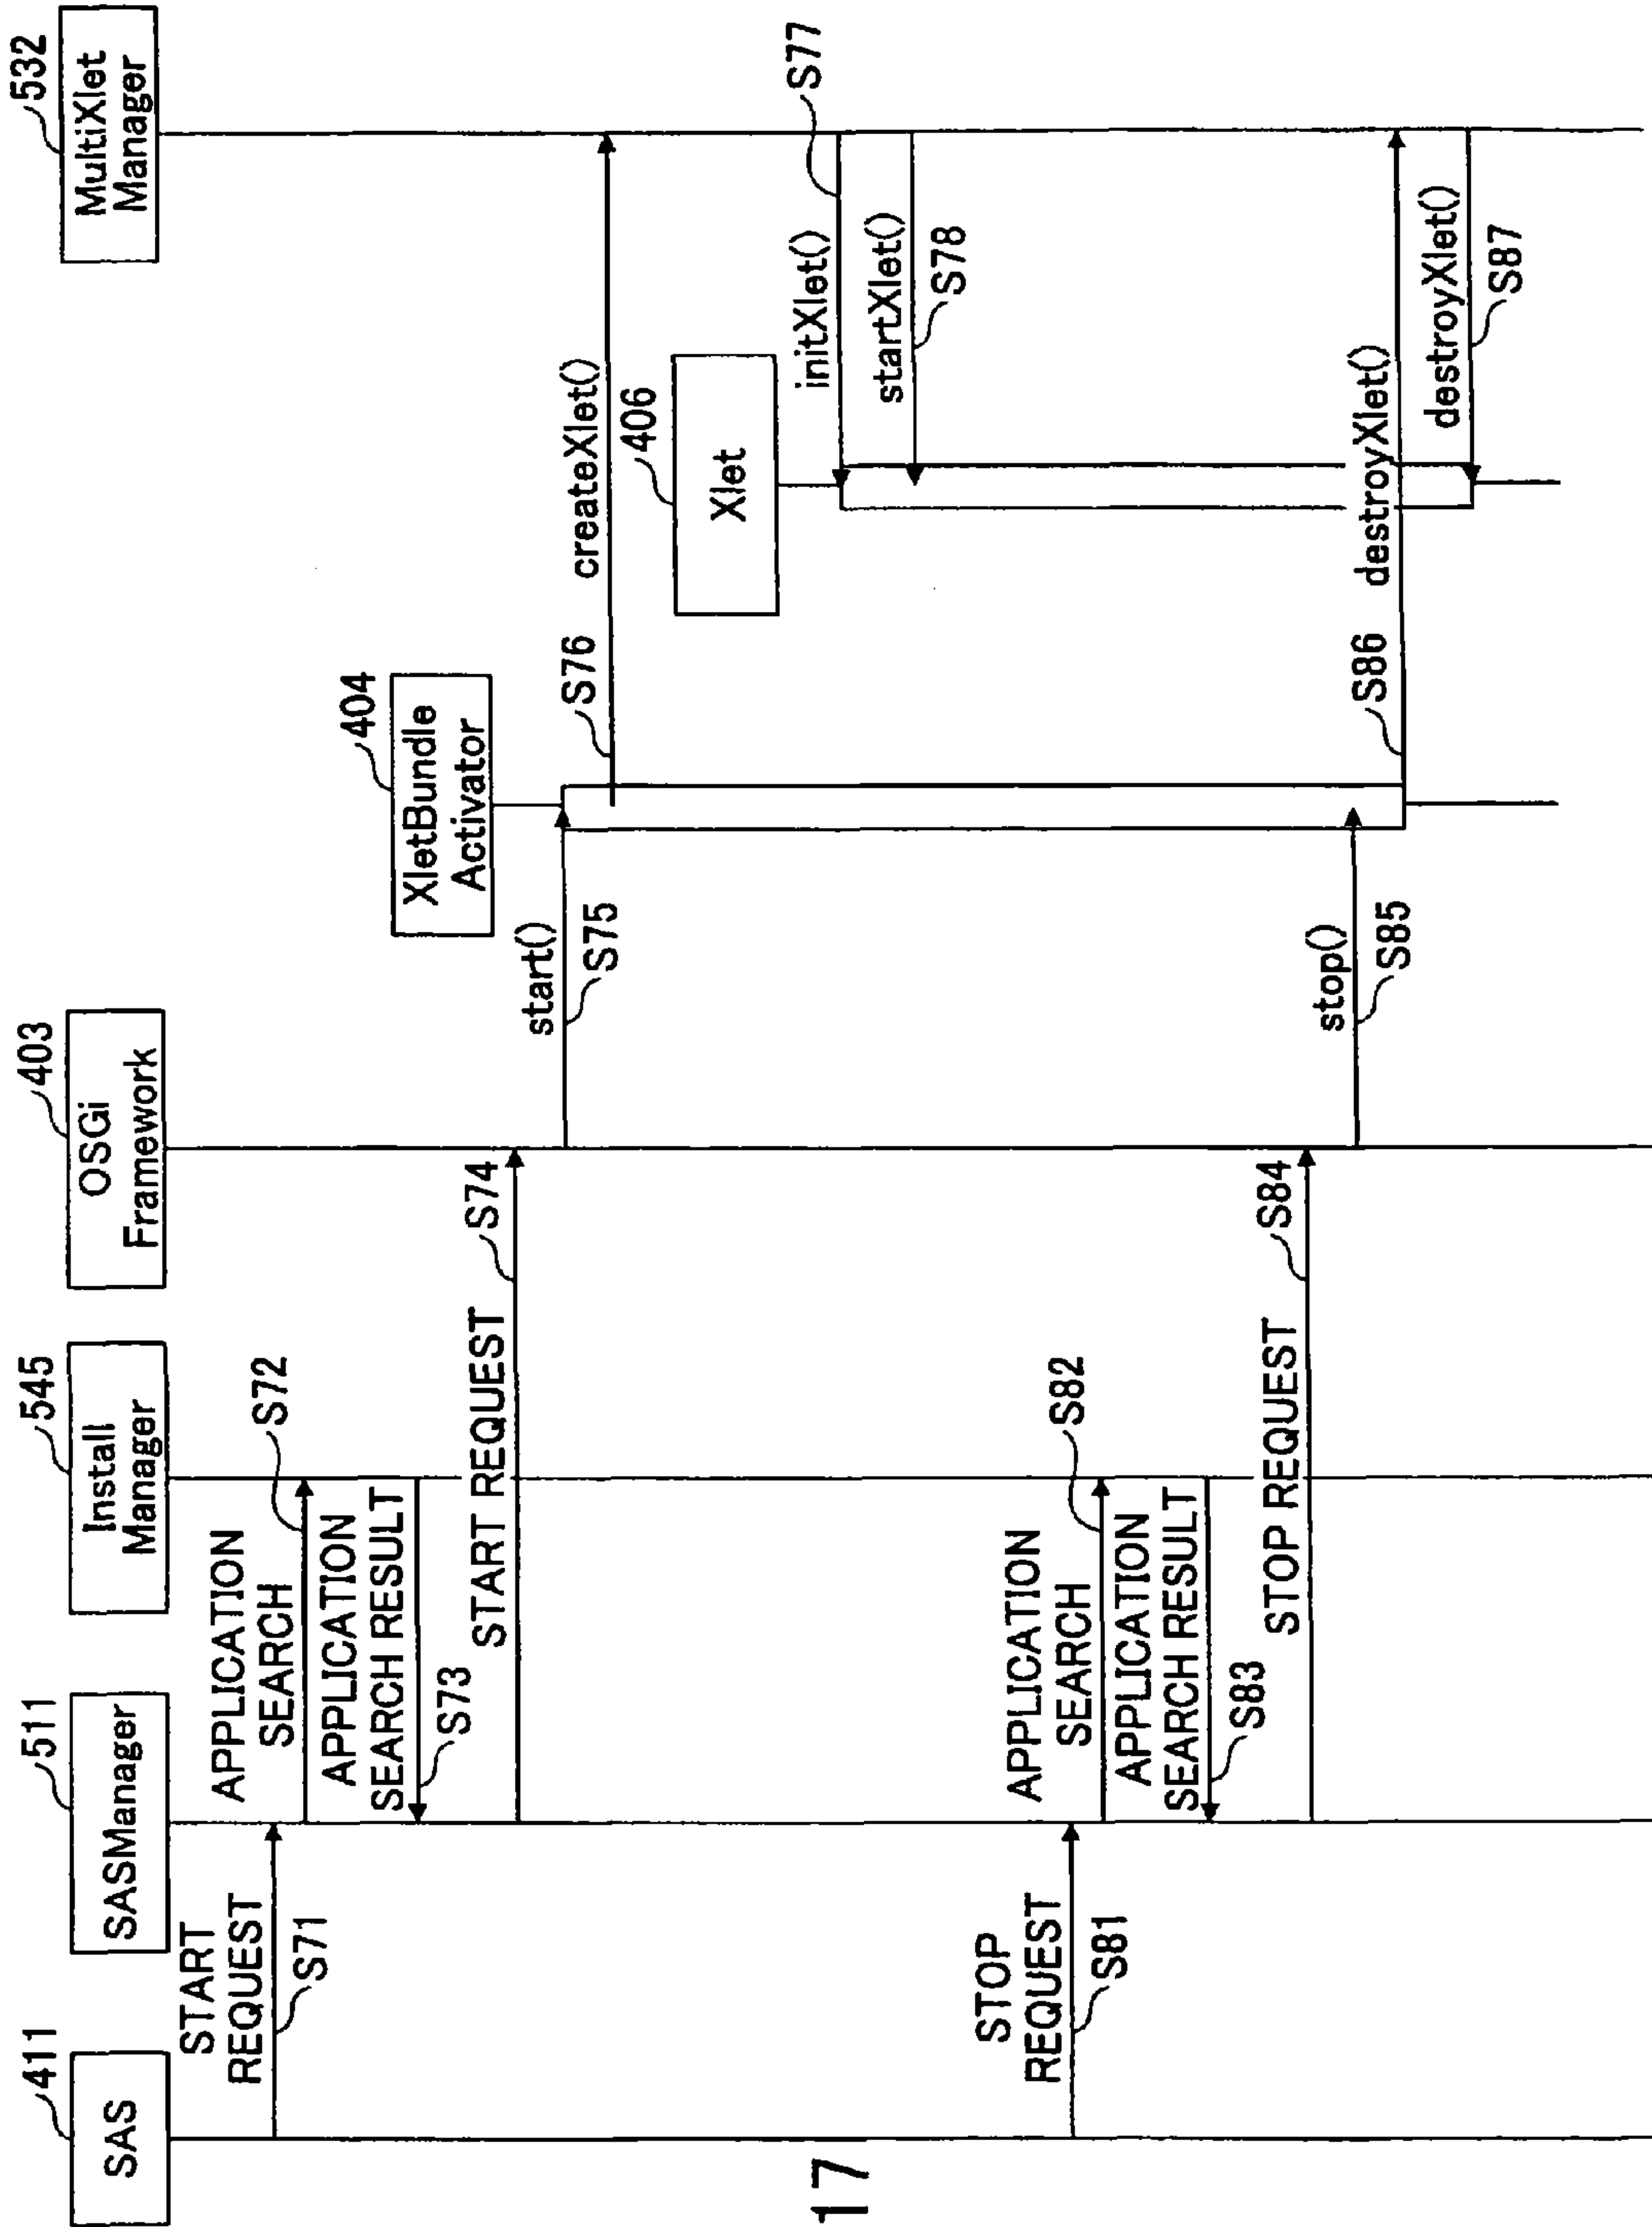 411
SAS
511
SASManager
545
Install
Manager
403
OSGi
Framework
404
XletBundle
Activator
406
Xlet
532
MultiXlet
Manager
START
REQUEST
S71
APPLICATION
SEARCH
S72
APPLICATION
SEARCH RESULT
S73
START REQUEST
S74
start()
S75
S76
createXlet()
initXlet()
S77
startXlet()
S78
STOP
REQUEST
S81
APPLICATION
SEARCH
S82
APPLICATION
SEARCH RESULT
S83
STOP REQUEST
S84
stop()
S85
S86
destroyXlet()
destroyXlet()
S87
17